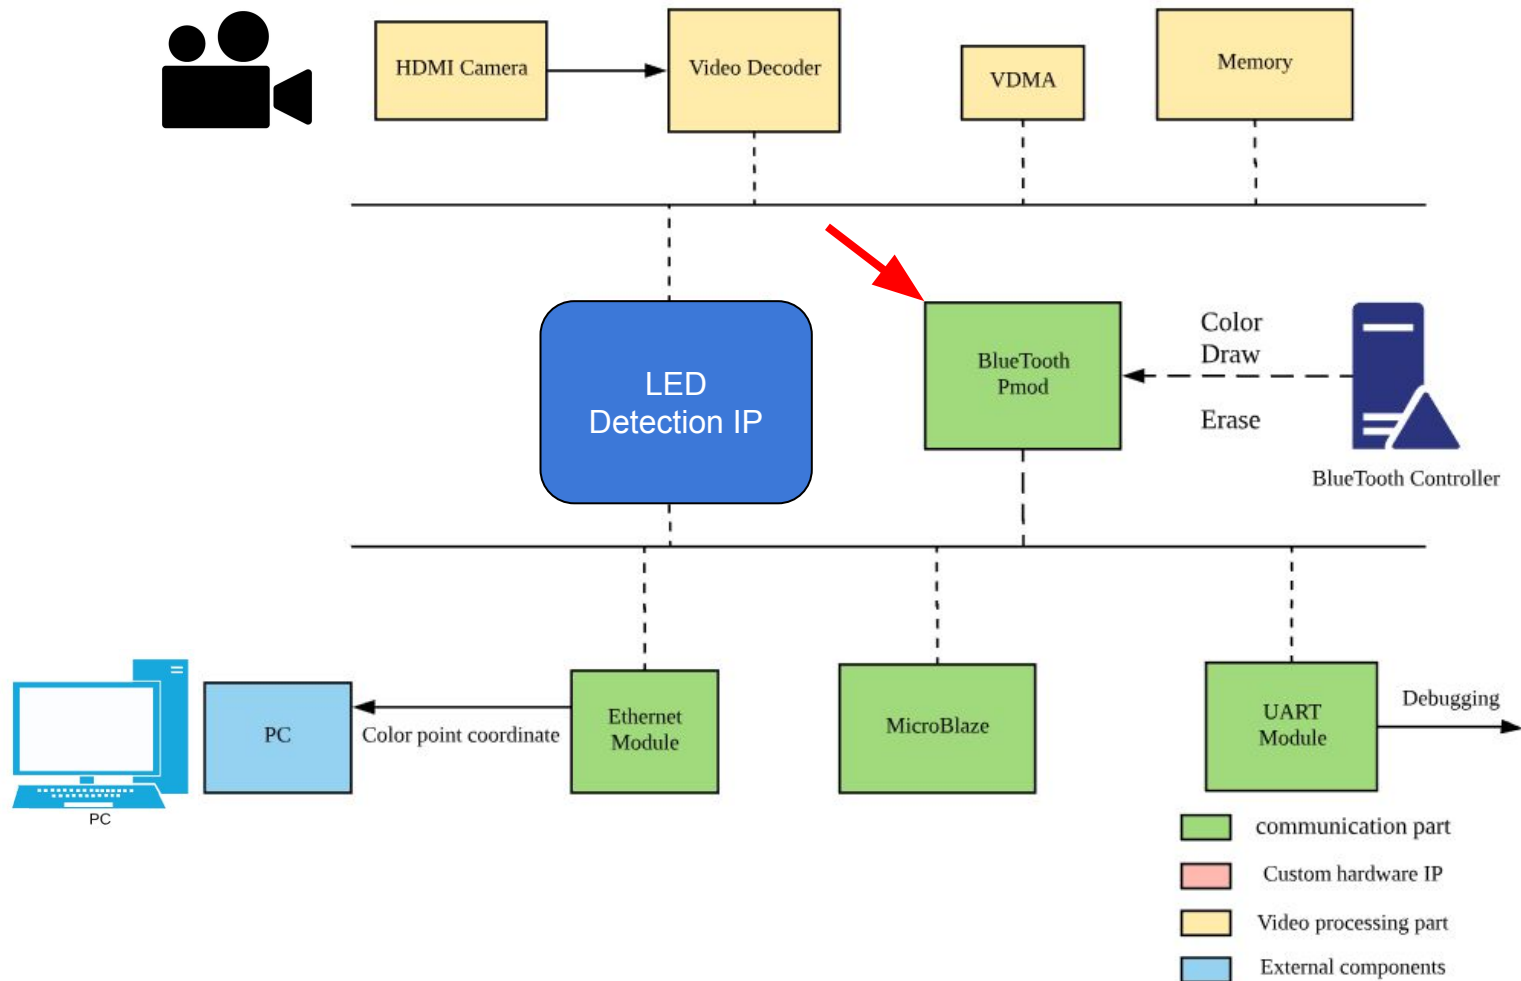 HDMI Camera
Video Decoder
VDMA
Memory
LED
Detection IP
BlueTooth
Pmod
Color
Draw
Erase
BlueTooth Controller
PC
PC
Color point coordinate
Ethernet
Module
MicroBlaze
UART
Module
Debugging
communication part
Custom hardware IP
Video processing part
External components